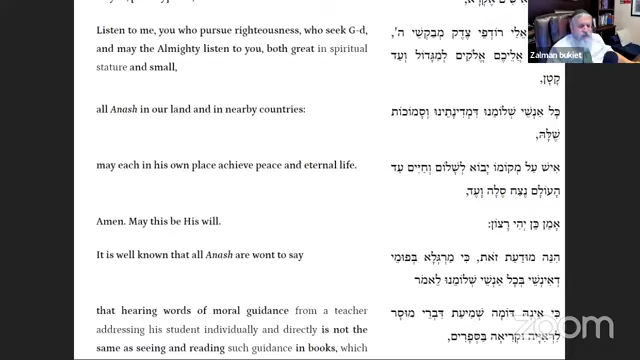 Listen to me, you who pursue righteousness, who seek G-d,
and may the Almighty listen to you, both great in spiritual
stature and small,
all Anash in our land and in nearby countries:
may each in his own place achieve peace and eternal life.
Amen. May this be His will.
It is well known that all Anash are wont to say
that hearing words of moral guidance from a teacher
addressing his student individually and directly is not the
same as seeing and reading such guidance in books, which
אֵלַי רוֹדְפֵי צֶדֶק מְבַקְשֵׁי ה',
אֲלֵיכֶם אֱלֹקִים לְמִגָּדוֹל וְעַד
קָטָן,
כָּל אַנְשֵׁי שְׁלוֹמֵנוּ דִּמְדִינָתֵינוּ וּסְמוּכוֹת
שֶׁלָּהּ,
אִישׁ עַל מְקוֹמוֹ יָבוֹא לְשָׁלוֹם וְחַיִּים עַד
הָעוֹלָם נֶצַח סֶלָה וָעֶד,
אָמֵן כֵּן יְהִי רָצוֹן:
הִנֵּה מוּדַעַת זֹאת, כִּי מַרְגְּלָא בְּפוּמֵי
דְּאִינָשֵׁי בְּכָל אַנְשֵׁי שְׁלוֹמֵנוּ לֵאמֹר
כִּי אֵינָהּ דּוֹמָה שְׁמִיעַת דִּבְרֵי מוּסָר
לִרְאִיָּה וּקְרִיאָה בַּסְּפָרִים,
Zalman bukiet
zoom